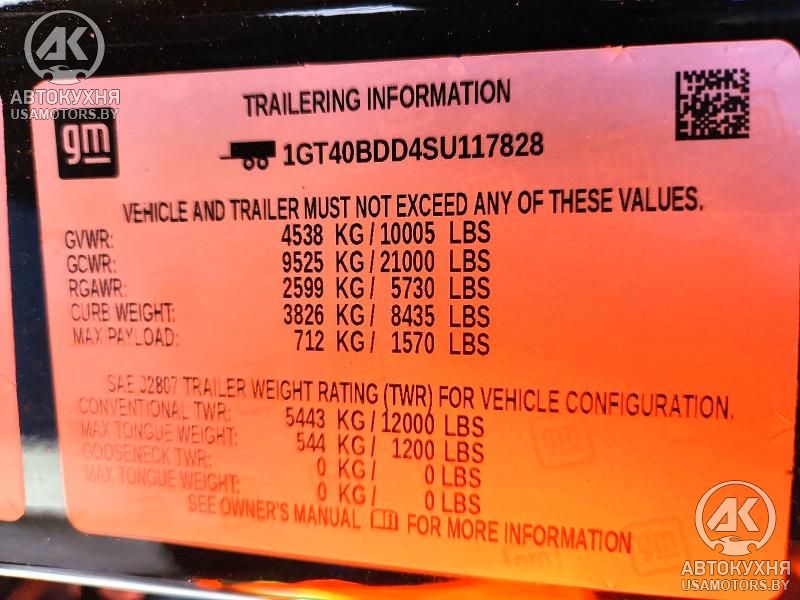 AK
АВТОКУХНЯ
USAMOTORS.BY
gm
TRAILERING INFORMATION
1GT40BDD4SU117828
VEHICLE AND TRAILER MUST NOT EXCEED ANY OF THESE VALUES.
GVWR: 4538 KG/10005 LBS
GCWR: 9525 KG/21000 LBS
RGAWR: 2599 KG/ 5730 LBS
CURB WEIGHT: 3826 KG/ 8435 LBS
MAX PAYLOAD: 712 KG/ 1570 LBS
SAE J2807 TRAILER WEIGHT RATING (TWR) FOR VEHICLE CONFIGURATION.
CONVENTIONAL TWR: 5443 KG/12000 LBS
MAX TONGUE WEIGHT: 544 KG/ 1200 LBS
GOOSENECK TWR: 0 KG/ 0 LBS
MAX TONGUE WEIGHT: 0 KG/ 0 LBS
SEE OWNER'S MANUAL FOR MORE INFORMATION
AK
АВТОКУХНЯ
USAMOTORS.BY